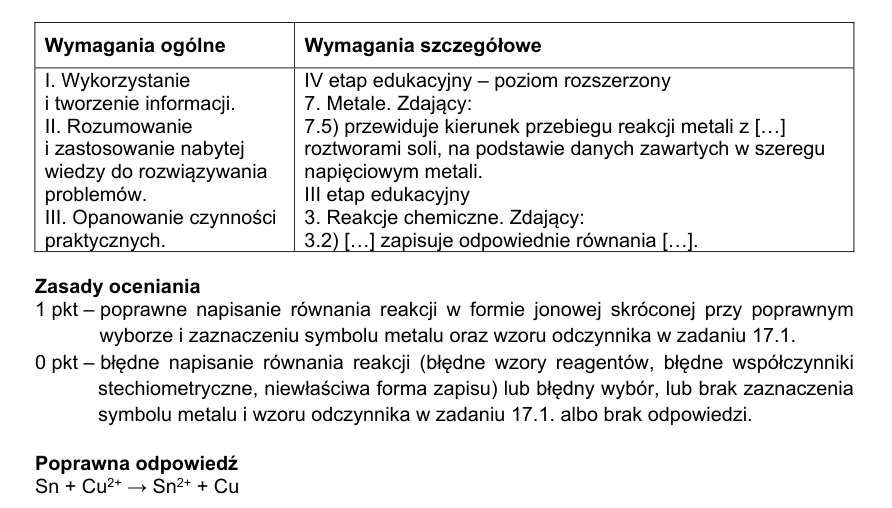 Wymagania ogólne
Wymagania szczegółowe
I. Wykorzystanie
i tworzenie informacji.
II. Rozumowanie
i zastosowanie nabytej
wiedzy do rozwiązywania
problemów.
III. Opanowanie czynności
praktycznych.
IV etap edukacyjny – poziom rozszerzony
7. Metale. Zdający:
7.5) przewiduje kierunek przebiegu reakcji metali z […]
roztworami soli, na podstawie danych zawartych w szeregu
napięciowym metali.
III etap edukacyjny
3. Reakcje chemiczne. Zdający:
3.2) […] zapisuje odpowiednie równania […].
Zasady oceniania
1 pkt – poprawne napisanie równania reakcji w formie jonowej skróconej przy poprawnym
wyborze i zaznaczeniu symbolu metalu oraz wzoru odczynnika w zadaniu 17.1.
0 pkt – błędne napisanie równania reakcji (błędne wzory reagentów, błędne współczynniki
stechiometryczne, niewłaściwa forma zapisu) lub błędny wybór, lub brak zaznaczenia
symbolu metalu i wzoru odczynnika w zadaniu 17.1. albo brak odpowiedzi.
Poprawna odpowiedź
Sn + Cu²⁺ → Sn²⁺ + Cu